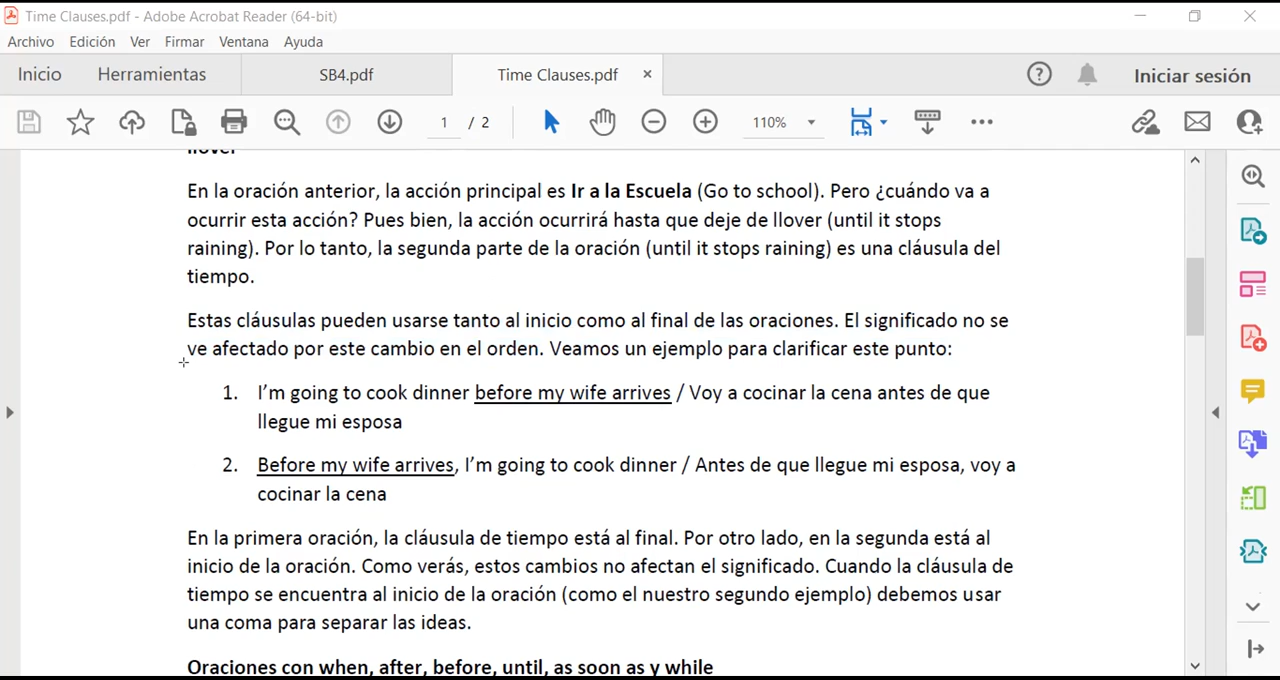 Time Clauses.pdf - Adobe Acrobat Reader (64-bit)
Archivo Edición Ver Firmar Ventana Ayuda
Inicio Herramientas SB4.pdf Time Clauses.pdf × Iniciar sesión
1 / 2 110%
llover
En la oración anterior, la acción principal es Ir a la Escuela (Go to school). Pero ¿cuándo va a
ocurrir esta acción? Pues bien, la acción ocurrirá hasta que deje de llover (until it stops
raining). Por lo tanto, la segunda parte de la oración (until it stops raining) es una cláusula del
tiempo.
Estas cláusulas pueden usarse tanto al inicio como al final de las oraciones. El significado no se
ve afectado por este cambio en el orden. Veamos un ejemplo para clarificar este punto:
1. I’m going to cook dinner before my wife arrives / Voy a cocinar la cena antes de que
llegue mi esposa
2. Before my wife arrives, I’m going to cook dinner / Antes de que llegue mi esposa, voy a
cocinar la cena
En la primera oración, la cláusula de tiempo está al final. Por otro lado, en la segunda está al
inicio de la oración. Como verás, estos cambios no afectan el significado. Cuando la cláusula de
tiempo se encuentra al inicio de la oración (como el nuestro segundo ejemplo) debemos usar
una coma para separar las ideas.
Oraciones con when, after, before, until, as soon as y while